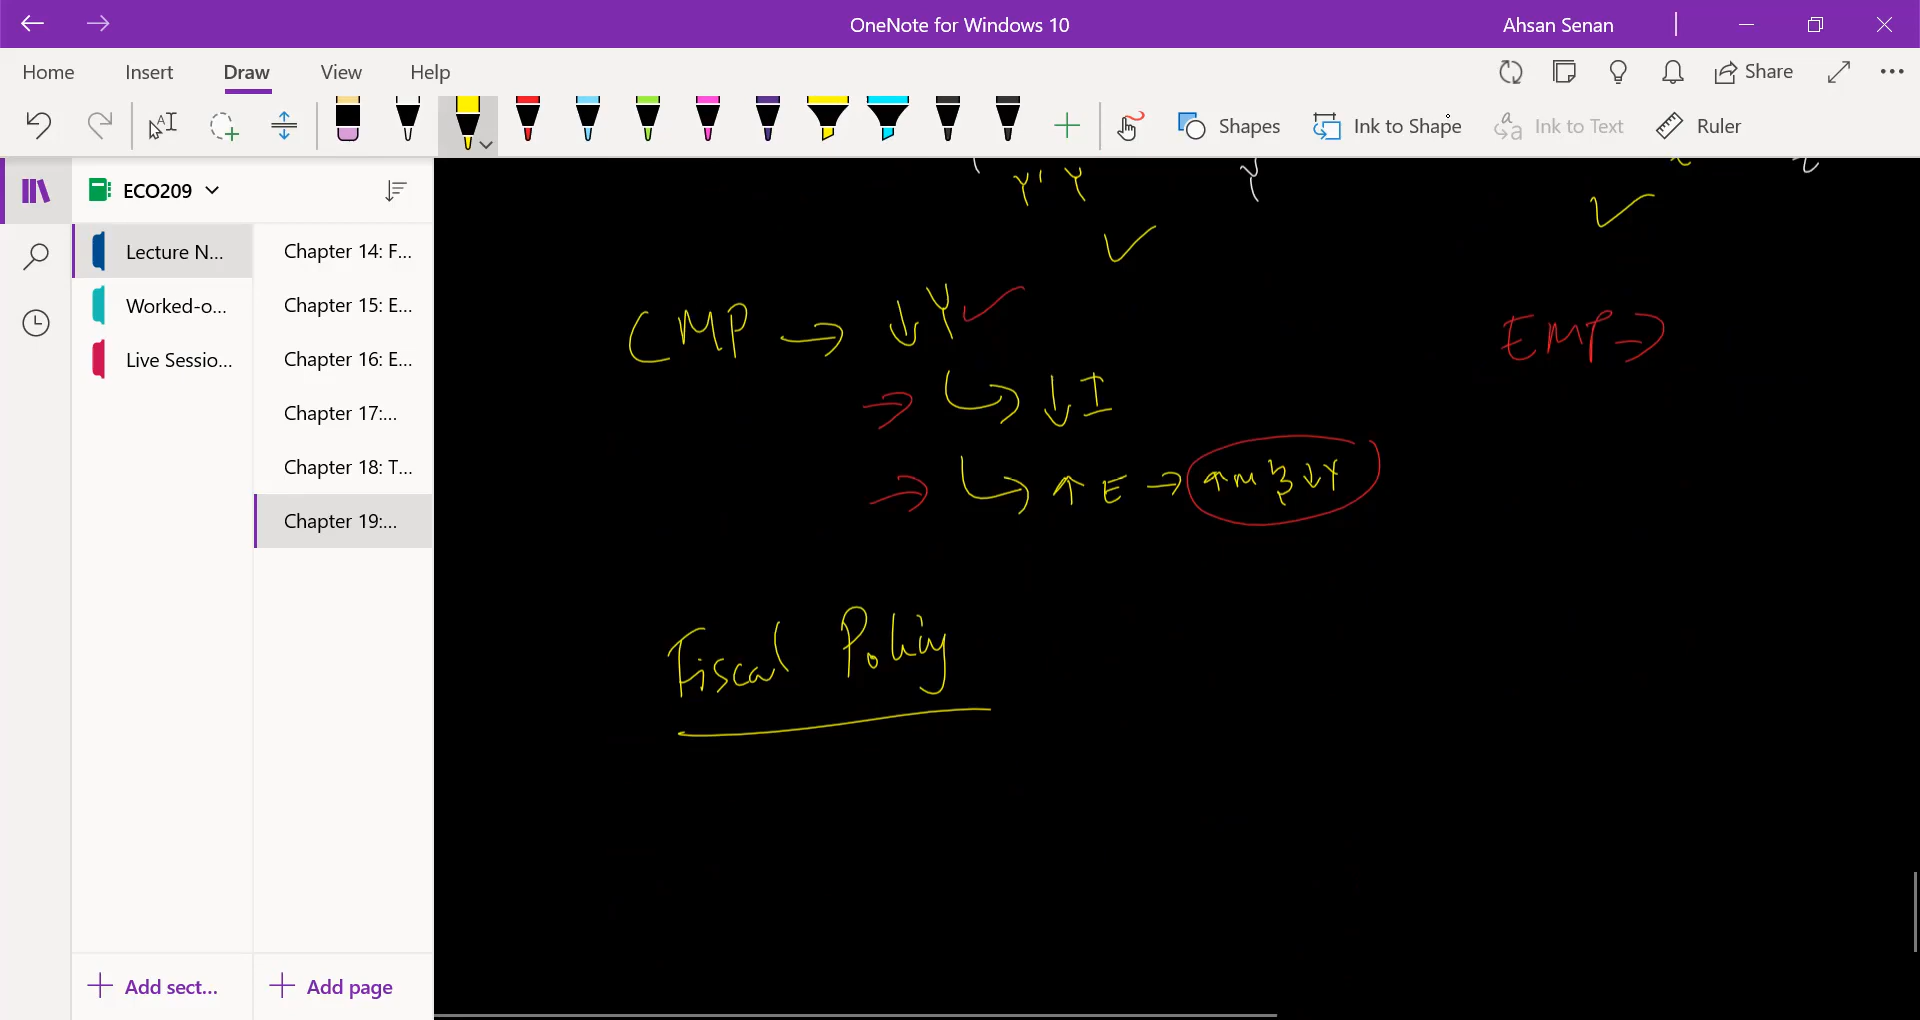 OneNote for Windows 10
Ahsan Senan
Home Insert Draw View Help
Share
Shapes Ink to Shape Ink to Text Ruler
ECO209
Lecture N...
Worked-o...
Live Sessio...
Chapter 14: F...
Chapter 15: E...
Chapter 16: E...
Chapter 17:...
Chapter 18: T...
Chapter 19:...
Add sect...
Add page
Y' Y
CMP → ↓ Y ✓
EMP →
→ ↓ I
→ ↑ E → ↑ M & ↓ Y
Fiscal Policy